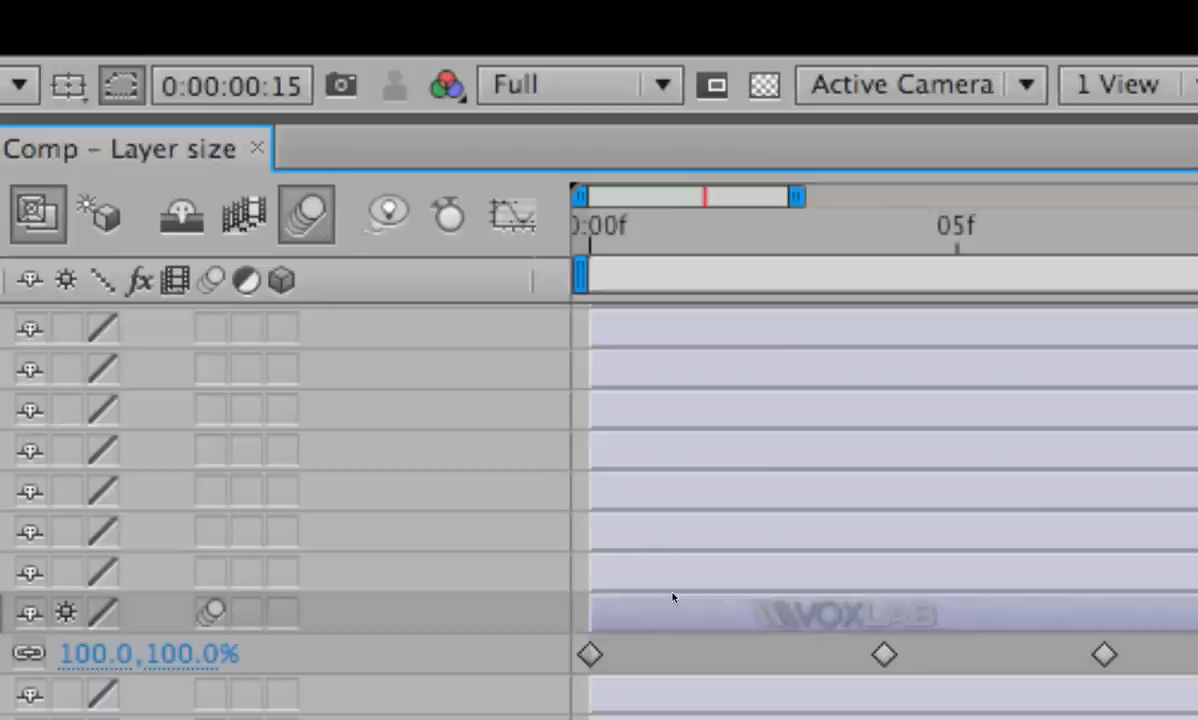 0:00:00:15 Full Active Camera 1 View
Comp – Layer size ×
0:00f 05f
fx
VOXLAB
100.0,100.0%